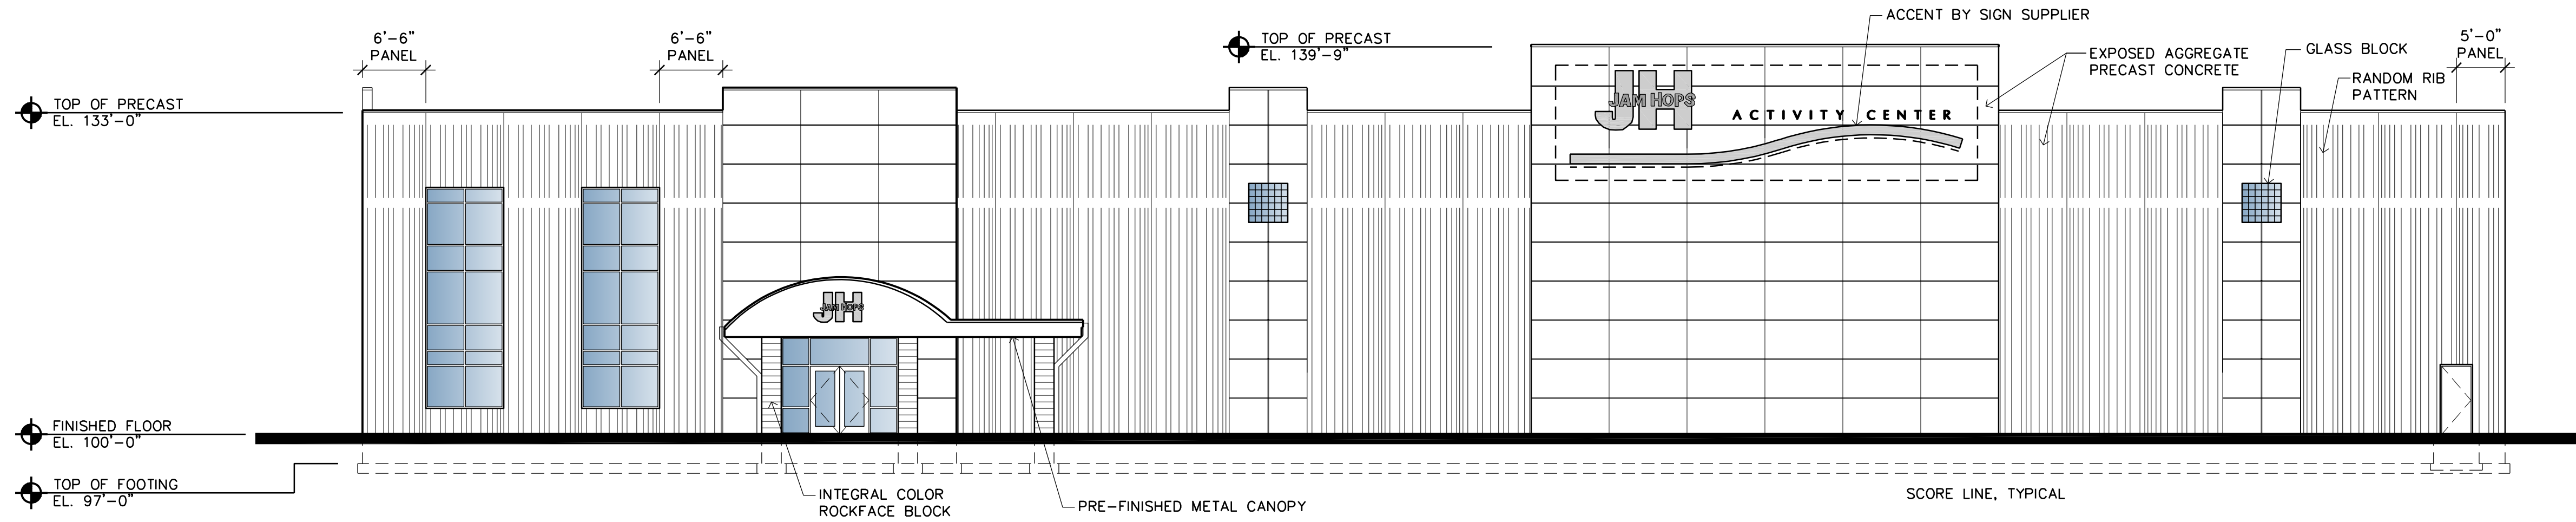 ACCENT BY SIGN SUPPLIER
6'-6"
PANEL
6'-6"
PANEL
TOP OF PRECAST
EL. 139'-9"
EXPOSED AGGREGATE
PRECAST CONCRETE
GLASS BLOCK
5'-0"
PANEL
RANDOM RIB
PATTERN
TOP OF PRECAST
EL. 133'-0"
JH
JAM HOPS
ACTIVITY CENTER
JH
JAM HOPS
FINISHED FLOOR
EL. 100'-0"
TOP OF FOOTING
EL. 97'-0"
INTEGRAL COLOR
ROCKFACE BLOCK
PRE-FINISHED METAL CANOPY
SCORE LINE, TYPICAL